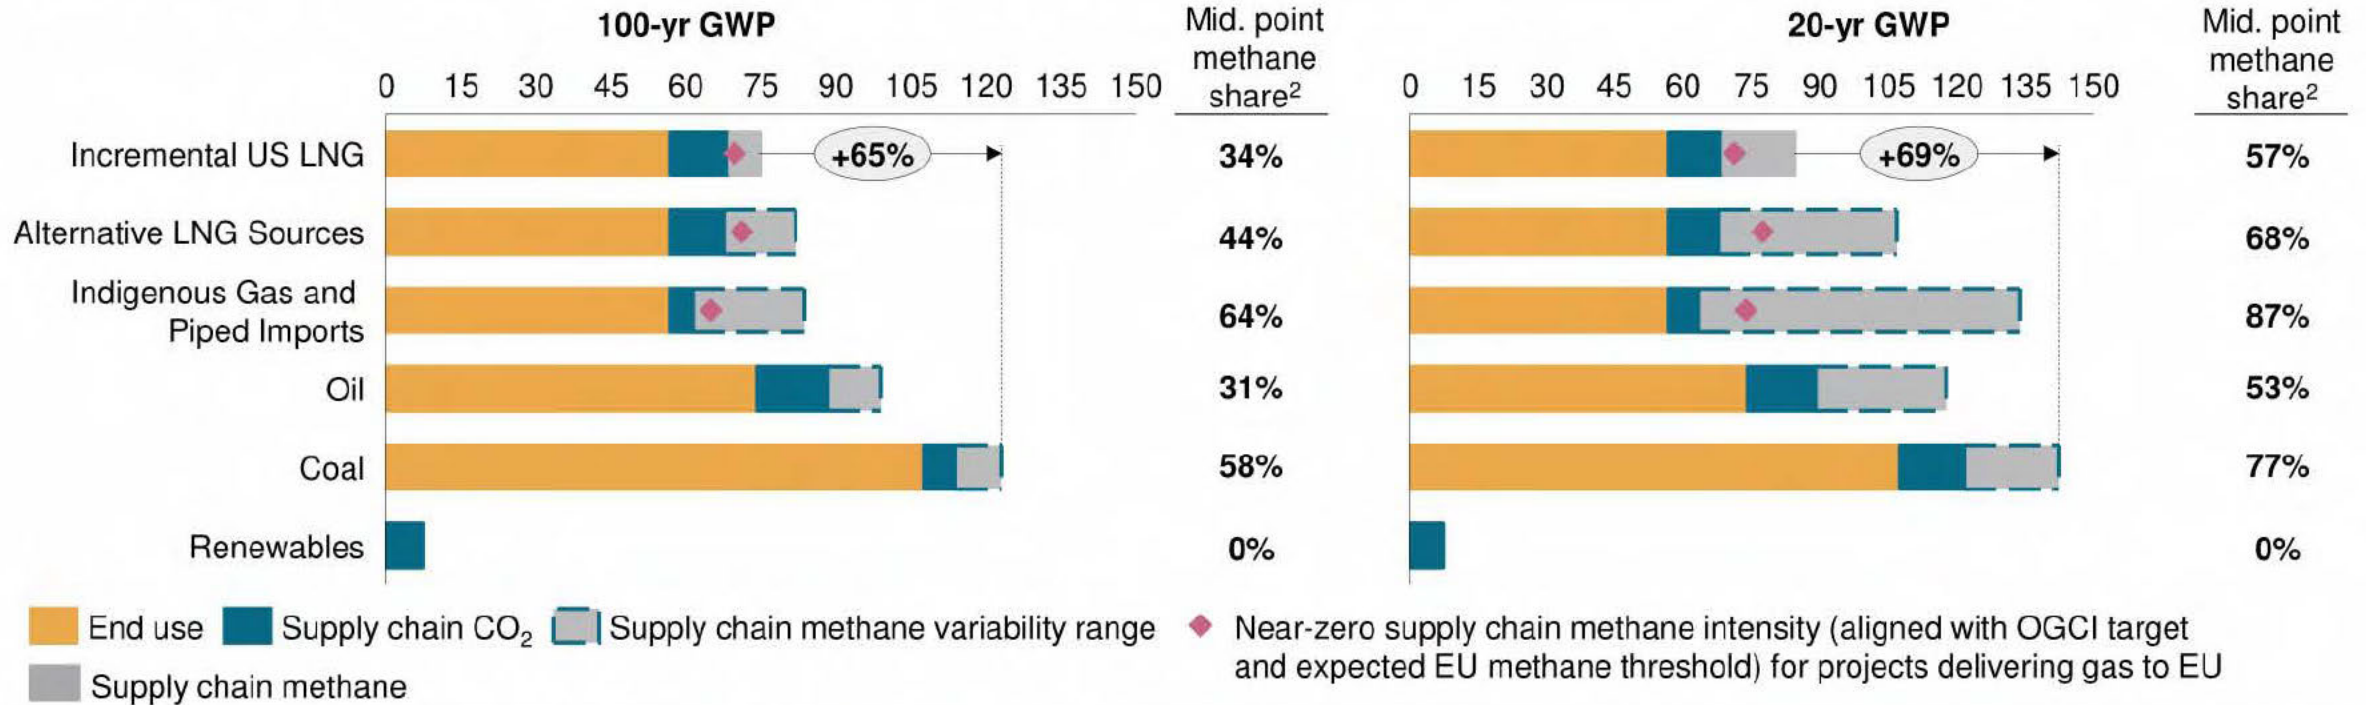 100-yr GWP
Mid. point
methane
share²
0 15 30 45 60 75 90 105 120 135 150
20-yr GWP
Mid. point
methane
share²
0 15 30 45 60 75 90 105 120 135 150
Incremental US LNG
+65%
34%
+69%
57%
Alternative LNG Sources
44%
68%
Indigenous Gas and
Piped Imports
64%
87%
Oil
31%
53%
Coal
58%
77%
Renewables
0%
0%
End use
Supply chain CO₂
Supply chain methane variability range
Near-zero supply chain methane intensity (aligned with OGCI target
and expected EU methane threshold) for projects delivering gas to EU
Supply chain methane